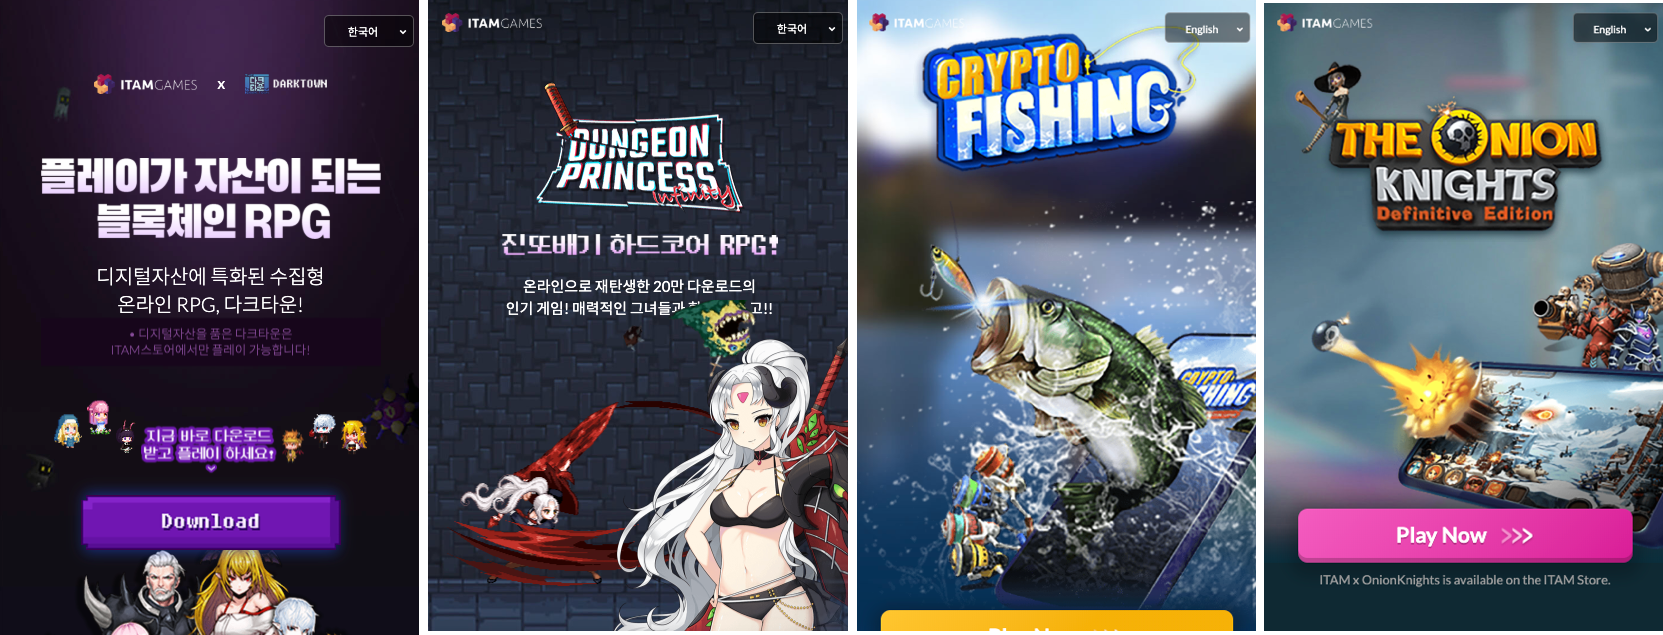 한국어
ITAMGAMES x DARKTOWN
플레이가 자산이 되는
블록체인 RPG
디지털자산에 특화된 수집형
온라인 RPG, 다크타운!
• 디지털자산을 품은 다크타운은
ITAM스토어에서만 플레이 가능합니다!
지금 바로 다운로드
받고 플레이 하세요!
Download
ITAMGAMES
한국어
DUNGEON
PRINCESS
Infinity
진또배기 하드코어 RPG!
온라인으로 재탄생한 20만 다운로드의
인기 게임! 매력적인 그녀들과 고!!
ITAMGAMES
English
CRYPTO
FISHING
CRYPTO
FISHING
Play Now
ITAMGAMES
English
THE ONION
KNIGHTS
Definitive Edition
Play Now >>>
ITAM x OnionKnights is available on the ITAM Store.